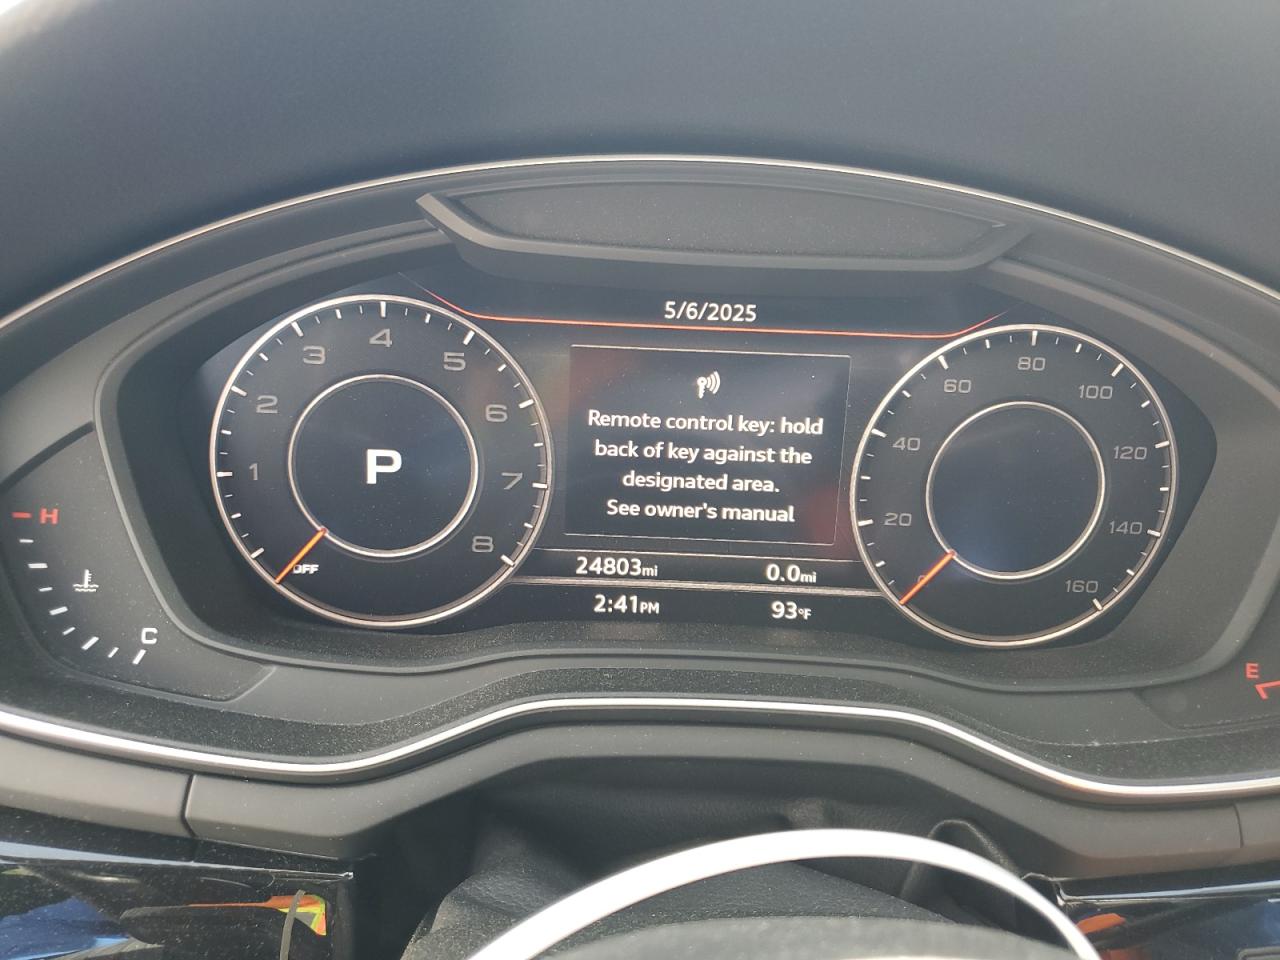 5/6/2025
Remote control key: hold
back of key against the
designated area.
See owner's manual
24803mi
0.0mi
2:41PM
93°F
P
1
2
3
4
5
6
7
8
OFF
20
40
60
80
100
120
140
160
H
C
E